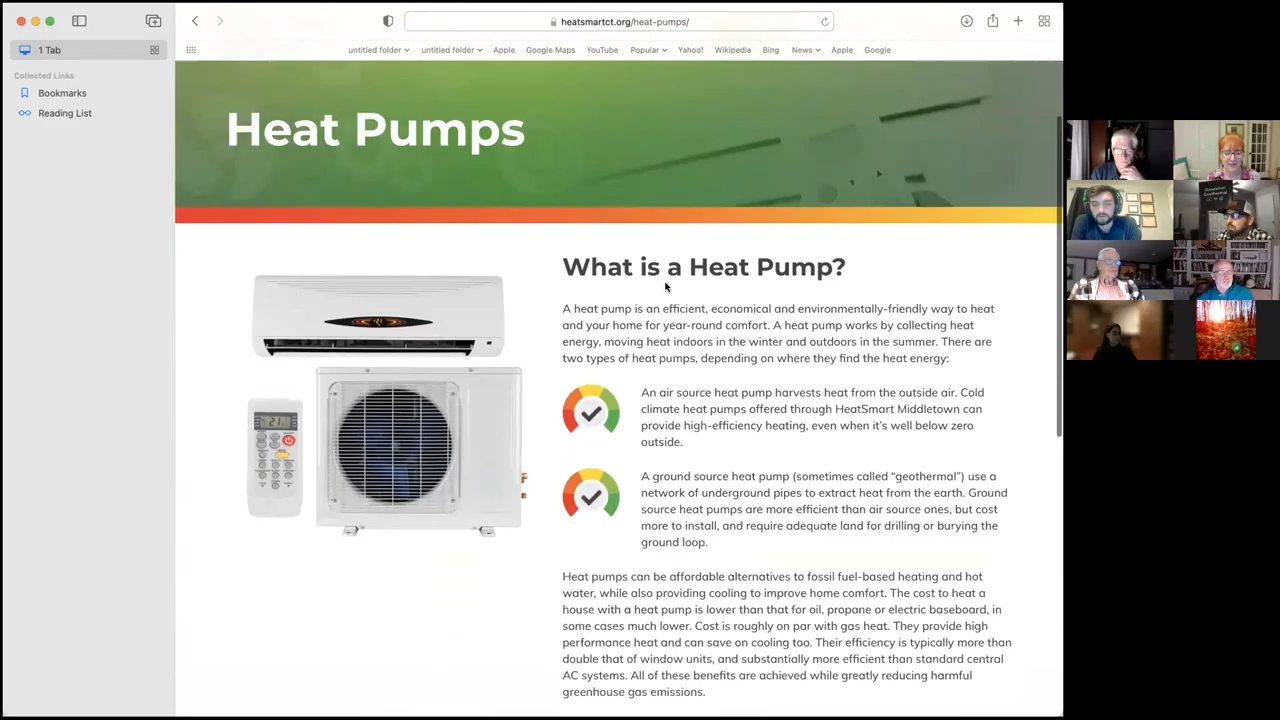 1 Tab
Collected Links
Bookmarks
Reading List
heatsmartct.org/heat-pumps/
untitled folder untitled folder Apple Google Maps YouTube Popular Yahoo! Wikipedia Bing News Apple Google
Heat Pumps
What is a Heat Pump?
A heat pump is an efficient, economical and environmentally-friendly way to heat
and your home for year-round comfort. A heat pump works by collecting heat
energy, moving heat indoors in the winter and outdoors in the summer. There are
two types of heat pumps, depending on where they find the heat energy:
An air source heat pump harvests heat from the outside air. Cold
climate heat pumps offered through HeatSmart Middletown can
provide high-efficiency heating, even when it's well below zero
outside.
A ground source heat pump (sometimes called “geothermal”) use a
network of underground pipes to extract heat from the earth. Ground
source heat pumps are more efficient than air source ones, but cost
more to install, and require adequate land for drilling or burying the
ground loop.
Heat pumps can be affordable alternatives to fossil fuel-based heating and hot
water, while also providing cooling to improve home comfort. The cost to heat a
house with a heat pump is lower than that for oil, propane or electric baseboard, in
some cases much lower. Cost is roughly on par with gas heat. They provide high
performance heat and can save on cooling too. Their efficiency is typically more than
double that of window units, and substantially more efficient than standard central
AC systems. All of these benefits are achieved while greatly reducing harmful
greenhouse gas emissions.